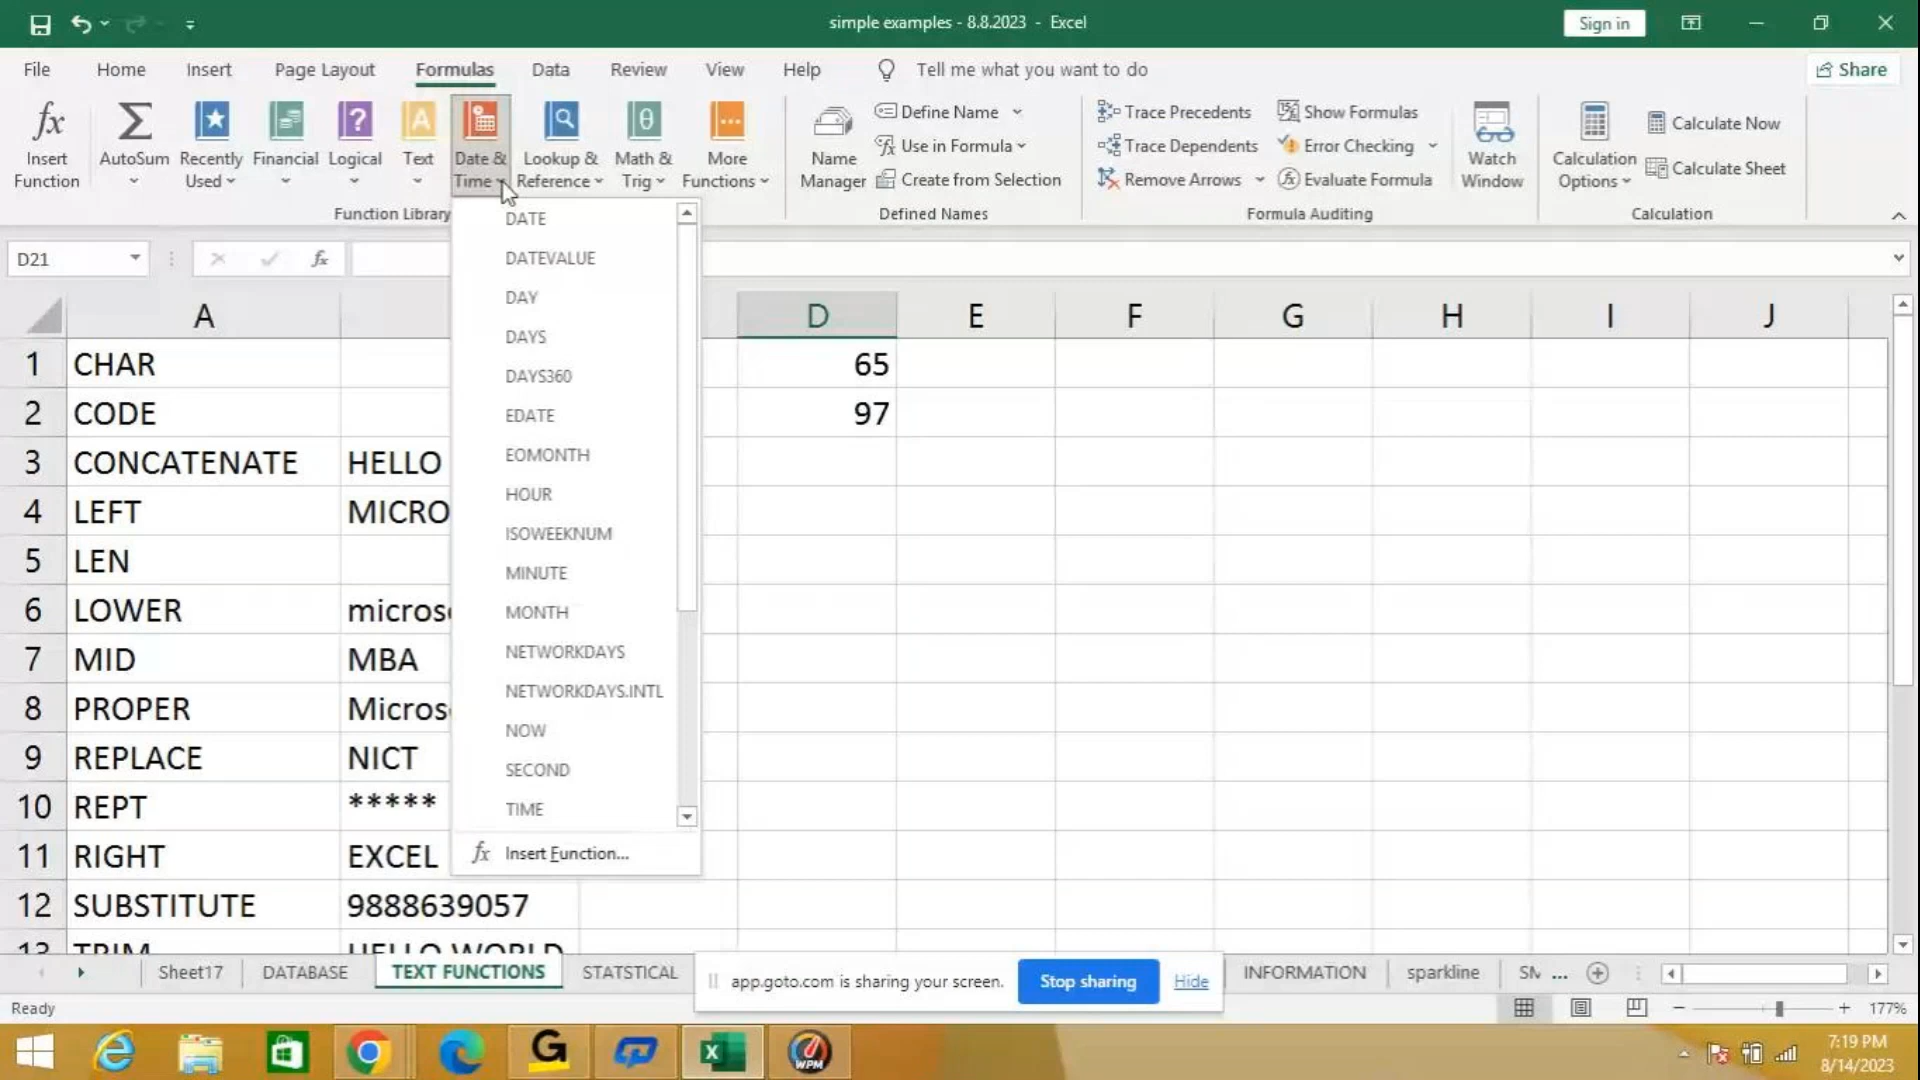 simple examples - 8.8.2023 - Excel
Sign in
File Home Insert Page Layout Formulas Data Review View Help Tell me what you want to do Share
fx Insert Function
Σ AutoSum
Recently Used
Financial
Logical
A Text
Date & Time
Lookup & Reference
θ Math & Trig
More Functions
Function Library
Name Manager
Define Name
Use in Formula
Create from Selection
Defined Names
Trace Precedents
Trace Dependents
Remove Arrows
Show Formulas
Error Checking
Evaluate Formula
Formula Auditing
Watch Window
Calculation Options
Calculate Now
Calculate Sheet
Calculation
D21
fx
DATE
DATEVALUE
DAY
DAYS
DAYS360
EDATE
EOMONTH
HOUR
ISOWEEKNUM
MINUTE
MONTH
NETWORKDAYS
NETWORKDAYS.INTL
NOW
SECOND
TIME
fx Insert Function...
A D E F G H I J
1 CHAR 65
2 CODE 97
3 CONCATENATE HELLO
4 LEFT MICRO
5 LEN
6 LOWER micros
7 MID MBA
8 PROPER Micros
9 REPLACE NICT
10 REPT *****
11 RIGHT EXCEL
12 SUBSTITUTE 9888639057
13 TRIM HELLO WORLD
Sheet17 DATABASE TEXT FUNCTIONS STATSTICAL INFORMATION sparkline SM ...
app.goto.com is sharing your screen. Stop sharing Hide
Ready
177%
WPM
7:19 PM
8/14/2023